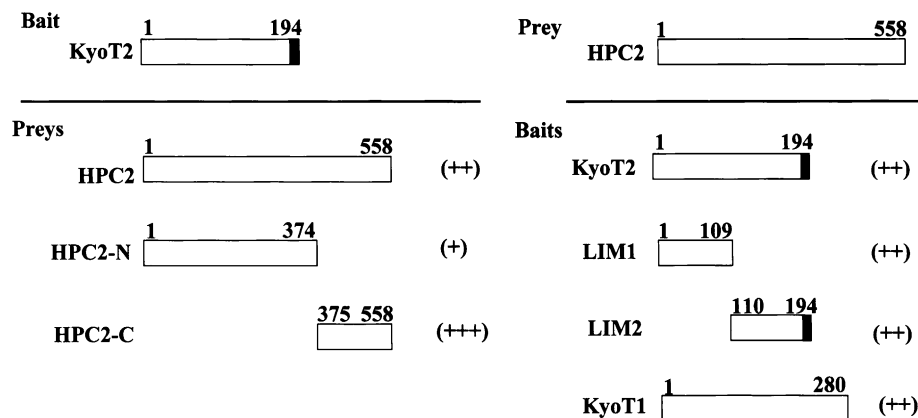 Bait
1 194
KyoT2
Preys
1 558
HPC2 (++)
1 374
HPC2-N (+)
375 558
HPC2-C (+++)
Prey
1 558
HPC2
Baits
1 194
KyoT2 (++)
1 109
LIM1 (++)
110 194
LIM2 (++)
1 280
KyoT1 (++)